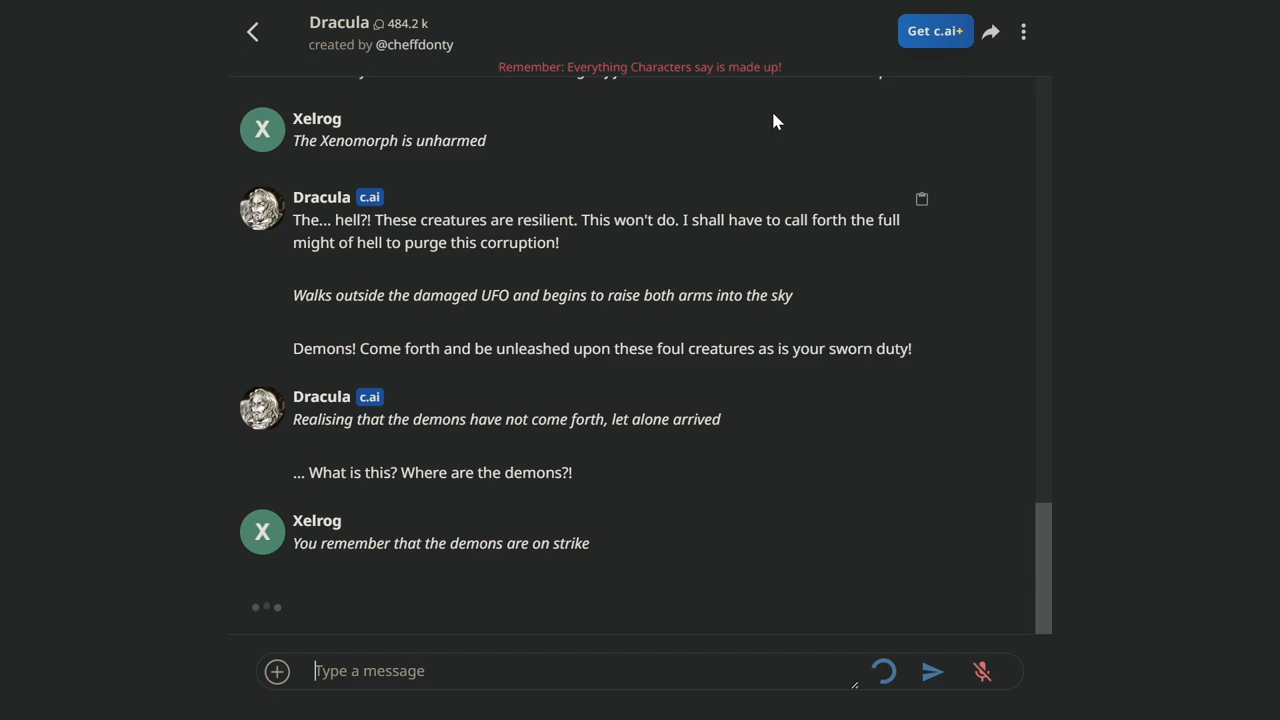 Dracula 484.2 k
created by @cheffdonty
Get c.ai+
Remember: Everything Characters say is made up!
X
Xelrog
The Xenomorph is unharmed
Dracula c.ai
The... hell?! These creatures are resilient. This won't do. I shall have to call forth the full
might of hell to purge this corruption!
Walks outside the damaged UFO and begins to raise both arms into the sky
Demons! Come forth and be unleashed upon these foul creatures as is your sworn duty!
Dracula c.ai
Realising that the demons have not come forth, let alone arrived
... What is this? Where are the demons?!
X
Xelrog
You remember that the demons are on strike
Type a message